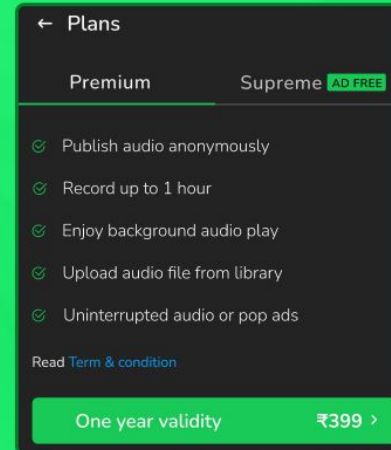 ← Plans
Premium Supreme AD FREE
Publish audio anonymously
Record up to 1 hour
Enjoy background audio play
Upload audio file from library
Uninterrupted audio or pop ads
Read Term & condition
One year validity ₹399 >